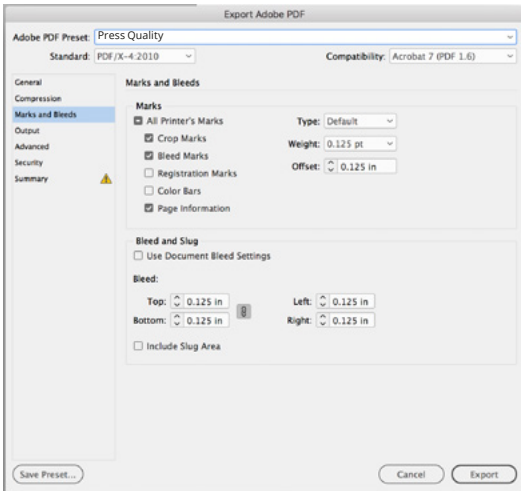 Export Adobe PDF
Adobe PDF Preset: Press Quality
Standard: PDF/X-4:2010 Compatibility: Acrobat 7 (PDF 1.6)
General
Compression
Marks and Bleeds
Output
Advanced
Security
Summary
Marks and Bleeds
Marks
All Printer's Marks
Crop Marks
Bleed Marks
Registration Marks
Color Bars
Page Information
Type: Default
Weight: 0.125 pt
Offset: 0.125 in
Bleed and Slug
Use Document Bleed Settings
Bleed:
Top: 0.125 in Left: 0.125 in
Bottom: 0.125 in Right: 0.125 in
Include Slug Area
Save Preset... Cancel Export